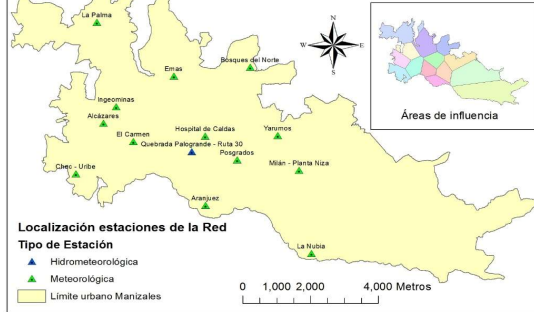 La Palma
N
W
E
S
Bosques del Norte
Emas
Áreas de influencia
Ingeominas
Alcázares
El Carmen
Hospital de Caldas
Yarumos
Quebrada Palogrande - Ruta 30
Posgrados
Milán - Planta Niza
Chec - Uribe
Aranjuez
La Nubia
Localización estaciones de la Red
Tipo de Estación
Hidrometeorológica
Meteorológica
Límite urbano Manizales
0 1,000 2,000 4,000 Metros